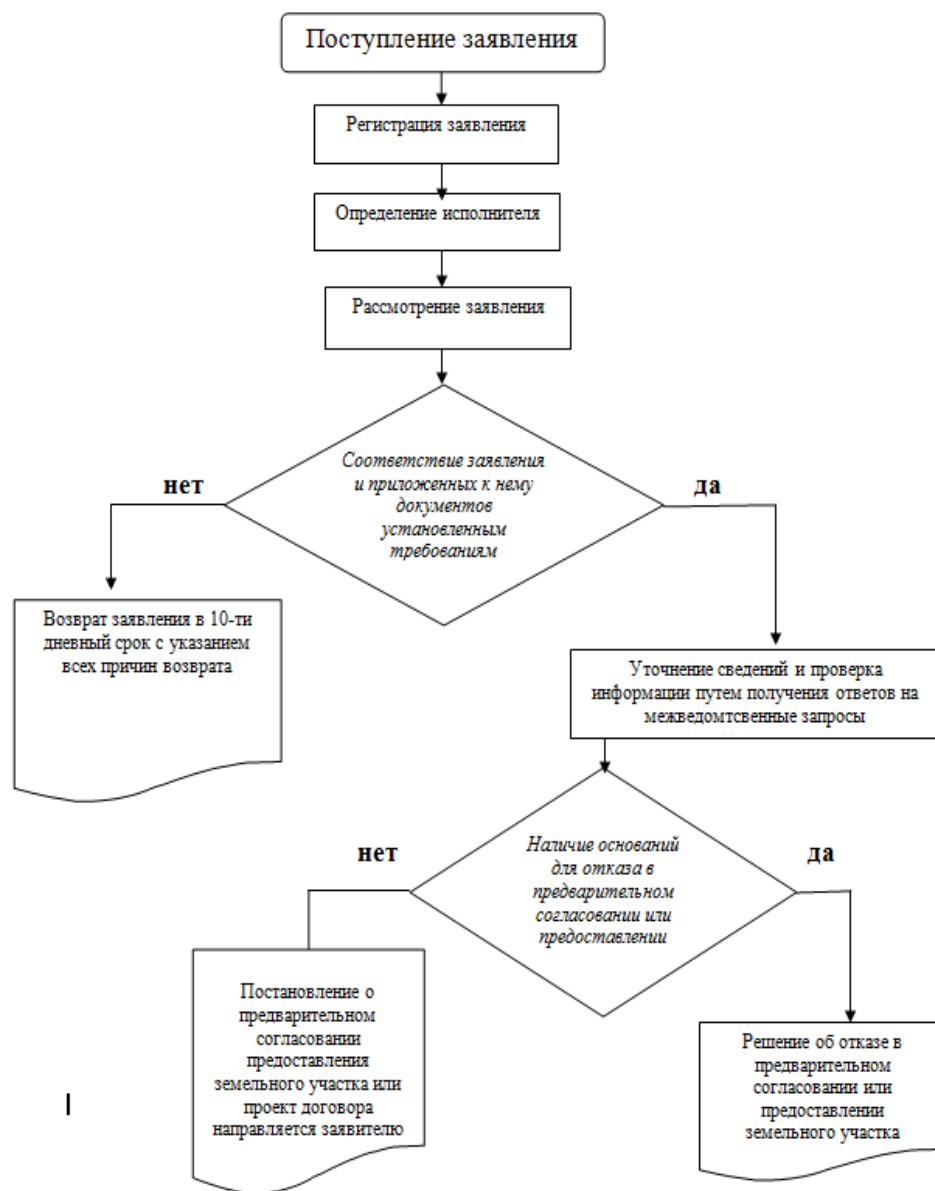 Поступление заявления
Регистрация заявления
Определение исполнителя
Рассмотрение заявления
Соответствие заявления
и приложенных к нему
документов
установленным
требованиям
нет
да
Возврат заявления в 10-ти
дневный срок с указанием
всех причин возврата
Уточнение сведений и проверка
информации путем получения ответов на
межведомтсвенные запросы
Наличие оснований
для отказа в
предварительном
согласовании или
предоставлении
нет
да
Постановление о
предварительном
согласовании
предоставления
земельного участка или
проект договора
направляется заявителю
Решение об отказе в
предварительном
согласовании или
предоставлении
земельного участка